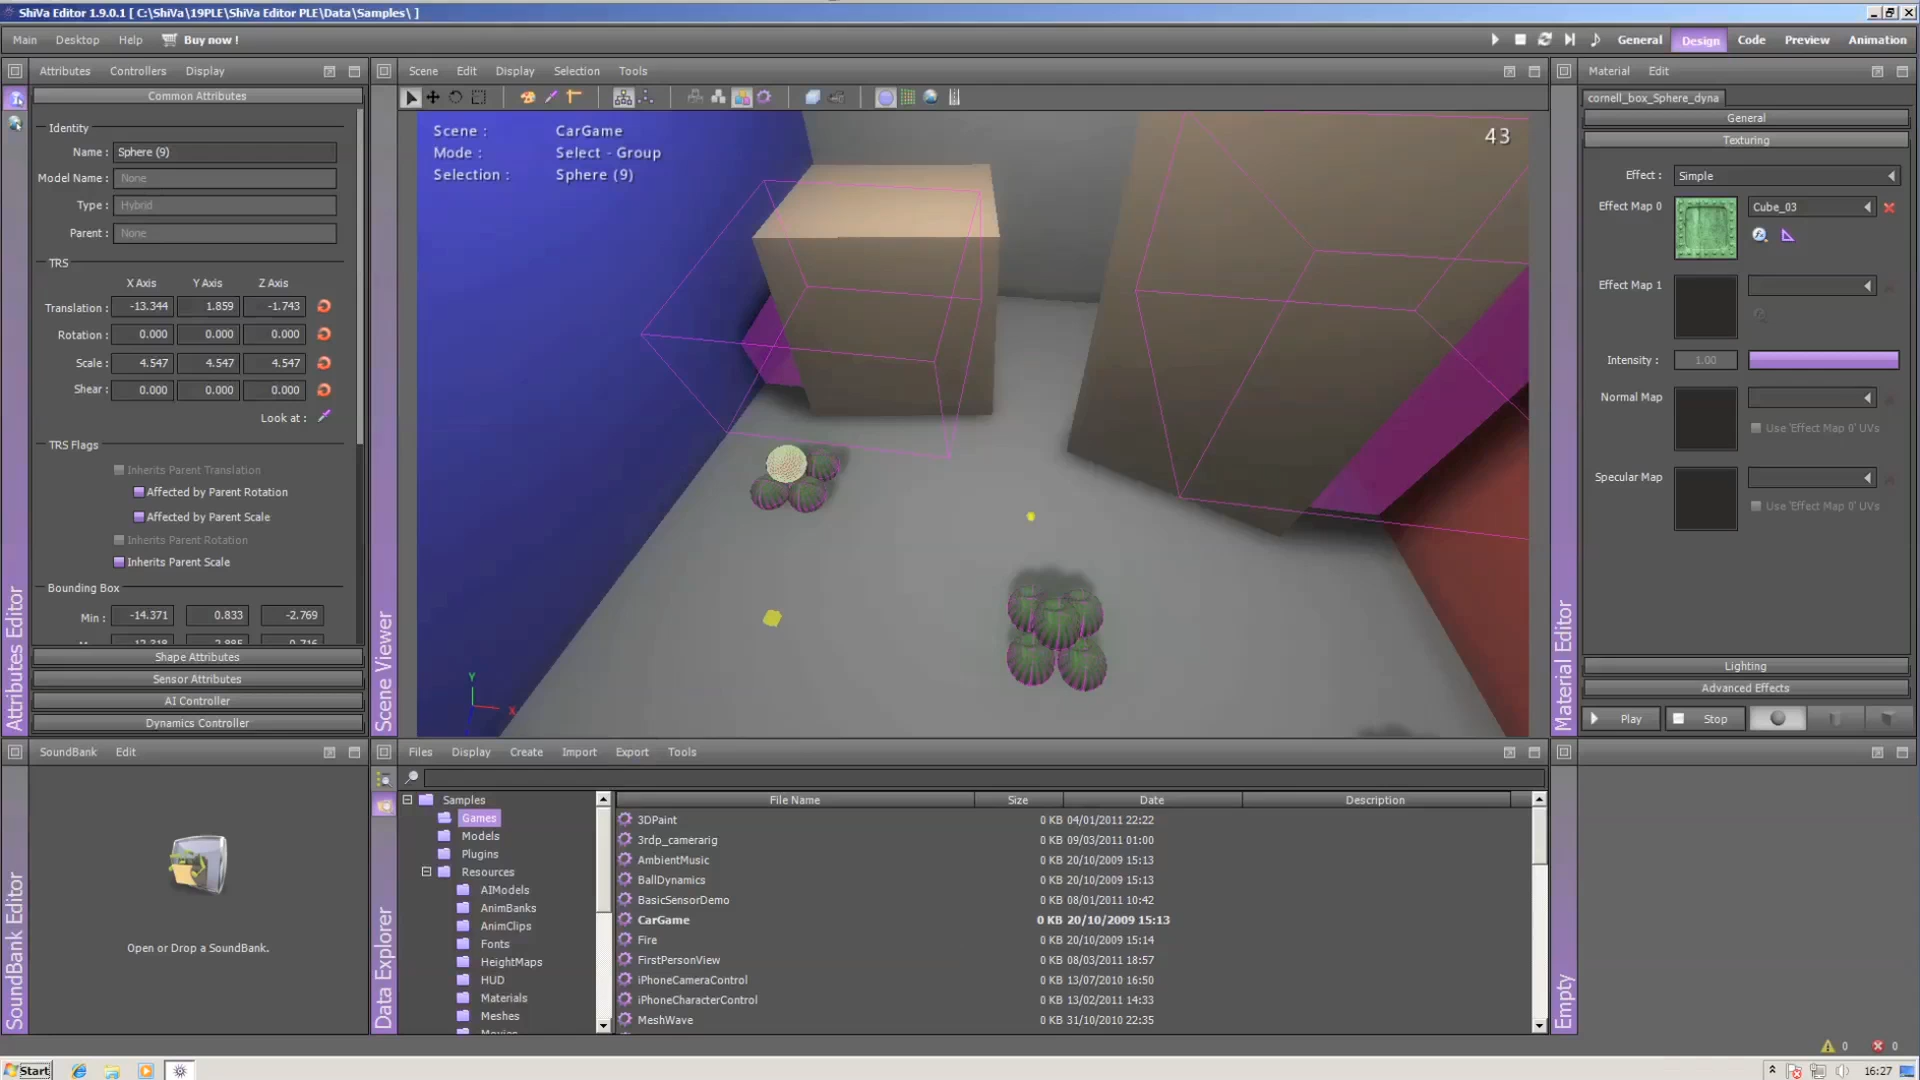 ShiVa Editor 1.9.0.1 [ C:\ShiVa\19PLE\ShiVa Editor PLE\Data\Samples\ ]
Main Desktop Help Buy now ! General Design Code Preview Animation
Attributes Controllers Display
Common Attributes
Identity
Name : Sphere (9)
Model Name : None
Type : Hybrid
Parent : None
TRS
X Axis Y Axis Z Axis
Translation : -13.344 1.859 -1.743
Rotation : 0.000 0.000 0.000
Scale : 4.547 4.547 4.547
Shear : 0.000 0.000 0.000
Look at :
TRS Flags
Inherits Parent Translation
Affected by Parent Rotation
Affected by Parent Scale
Inherits Parent Rotation
Inherits Parent Scale
Bounding Box
Min : -14.371 0.833 -2.769
Shape Attributes
Sensor Attributes
AI Controller
Dynamics Controller
Attributes Editor
Scene Edit Display Selection Tools
Scene : CarGame
Mode : Select - Group
Selection : Sphere (9)
43
Y
X
Scene Viewer
Material Edit
cornell_box_Sphere_dyna
General
Texturing
Effect : Simple
Effect Map 0 Cube_03
Effect Map 1
Intensity : 1.00
Normal Map
Use 'Effect Map 0' UVs
Specular Map
Use 'Effect Map 0' UVs
Lighting
Advanced Effects
Play Stop
Material Editor
SoundBank Edit
Open or Drop a SoundBank.
SoundBank Editor
Files Display Create Import Export Tools
Samples
Games
Models
Plugins
Resources
AIModels
AnimBanks
AnimClips
Fonts
HeightMaps
HUD
Materials
Meshes
Movies
File Name Size Date Description
3DPaint 0 KB 04/01/2011 22:22
3rdp_camerarig 0 KB 09/03/2011 01:00
AmbientMusic 0 KB 20/10/2009 15:13
BallDynamics 0 KB 20/10/2009 15:13
BasicSensorDemo 0 KB 08/01/2011 10:42
CarGame 0 KB 20/10/2009 15:13
Fire 0 KB 20/10/2009 15:14
FirstPersonView 0 KB 08/03/2011 18:57
iPhoneCameraControl 0 KB 13/07/2010 16:50
iPhoneCharacterControl 0 KB 13/02/2011 14:33
MeshWave 0 KB 31/10/2010 22:35
Data Explorer
Empty
0 0
Start 16:27